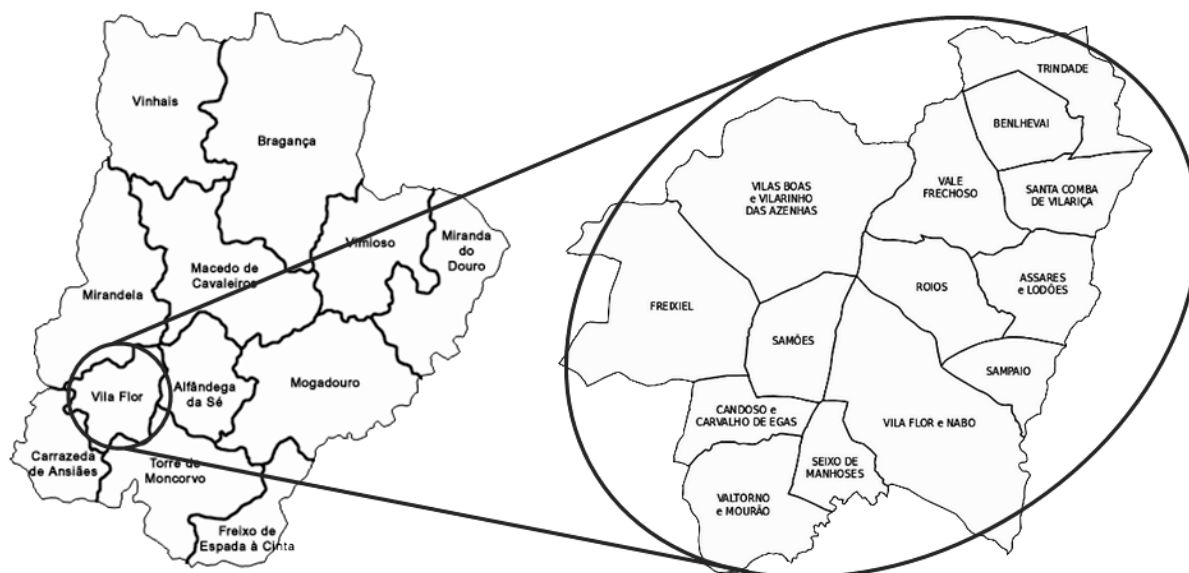 Vinhais
Bragança
Vimioso
Miranda
do
Douro
Macedo de
Cavaleiros
Mirandela
Vila Flor
Alfândega
da Sé
Mogadouro
Carrazeda
de Ansiães
Torre de
Moncorvo
Freixo de
Espada à Cinta
TRINDADE
BENLHEVAI
VILAS BOAS
e VILARINHO
DAS AZENHAS
VALE
FRECHOSO
SANTA COMBA
DE VILARIÇA
FREIXIEL
ROIOS
ASSARES
e LODÕES
SAMÕES
SAMPAIO
CANDOSO e
CARVALHO DE EGAS
VILA FLOR e NABO
SEIXO DE
MANHOSES
VALTORNO
e MOURÃO